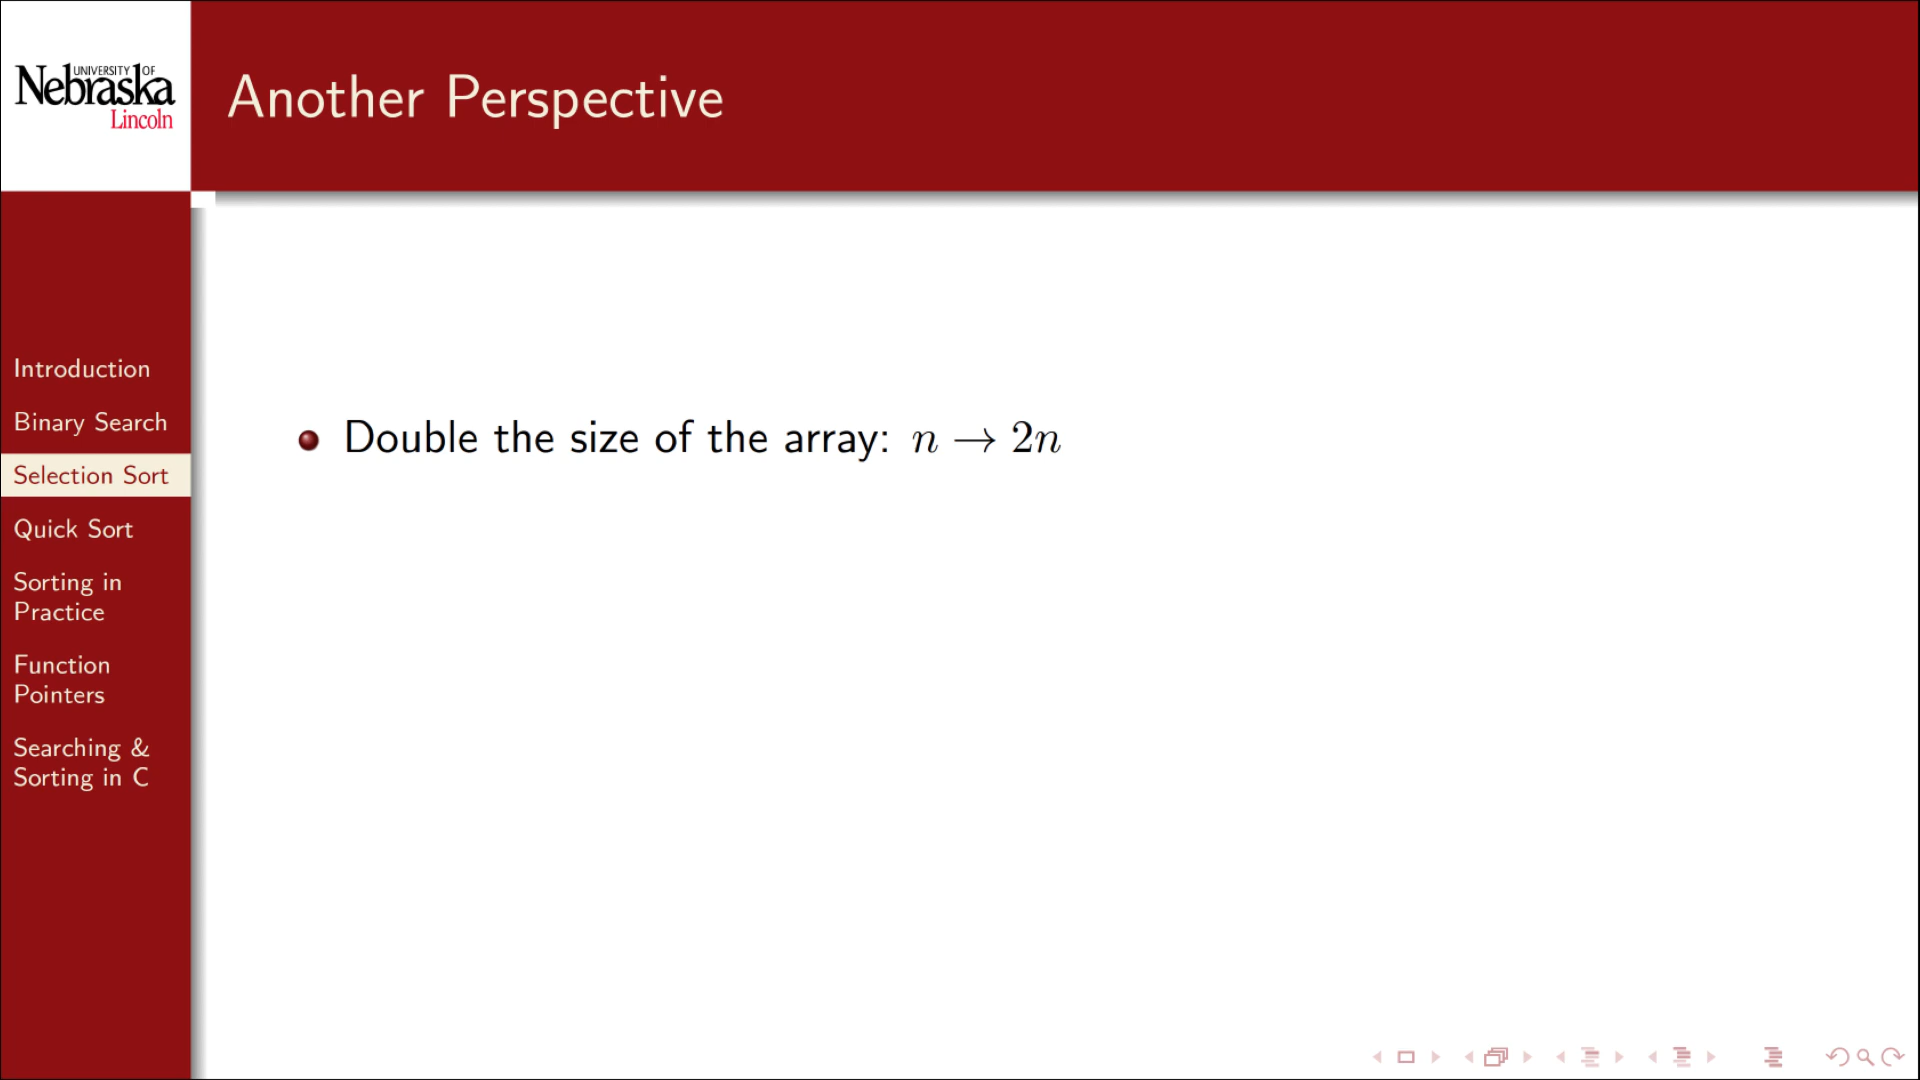 UNIVERSITY OF
Nebraska
Lincoln
Another Perspective
Introduction
Binary Search
Selection Sort
Quick Sort
Sorting in
Practice
Function
Pointers
Searching &
Sorting in C
Double the size of the array: n → 2n